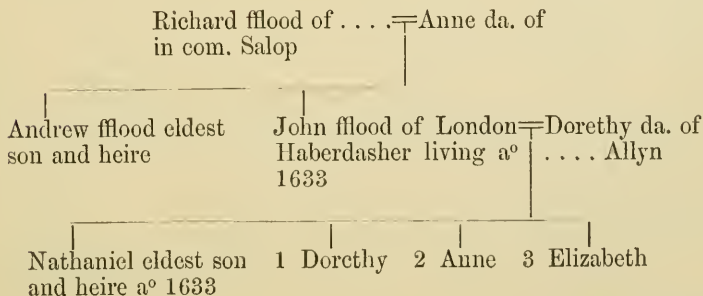 Richard fflood of . . . . Anne da. of
in com. Salop
Andrew fflood eldest
son and heire
John fflood of London Dorethy da. of
Haberdasher living aº . . . . Allyn
1633
Nathaniel eldest son 1 Dorethy 2 Anne 3 Elizabeth
and heire aº 1633